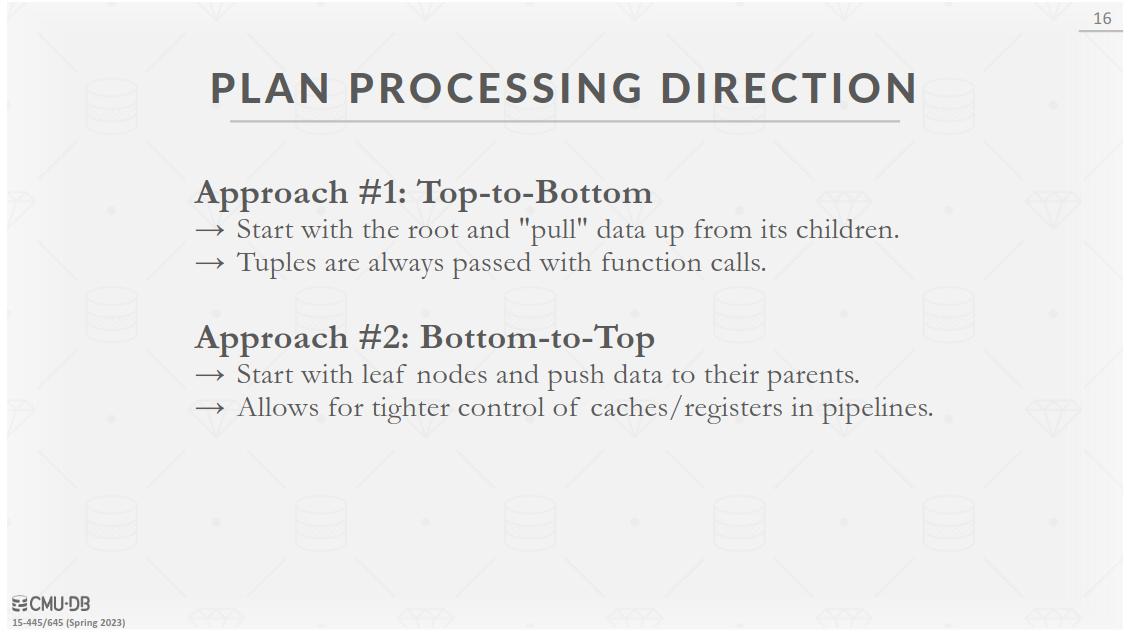 16
PLAN PROCESSING DIRECTION
Approach #1: Top-to-Bottom
→ Start with the root and "pull" data up from its children.
→ Tuples are always passed with function calls.
Approach #2: Bottom-to-Top
→ Start with leaf nodes and push data to their parents.
→ Allows for tighter control of caches/registers in pipelines.
CMU·DB
15-445/645 (Spring 2023)